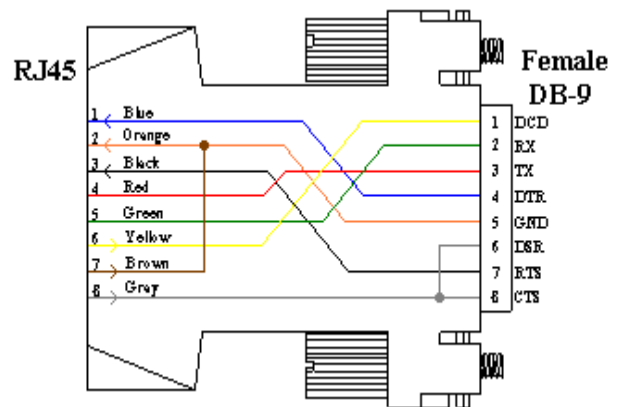 RJ45
Female
DB-9
1 Blue
2 Orange
3 Black
4 Red
5 Green
6 Yellow
7 Brown
8 Grey
1 DCD
2 RX
3 TX
4 DTR
5 GND
6 DSR
7 RTS
8 CTS